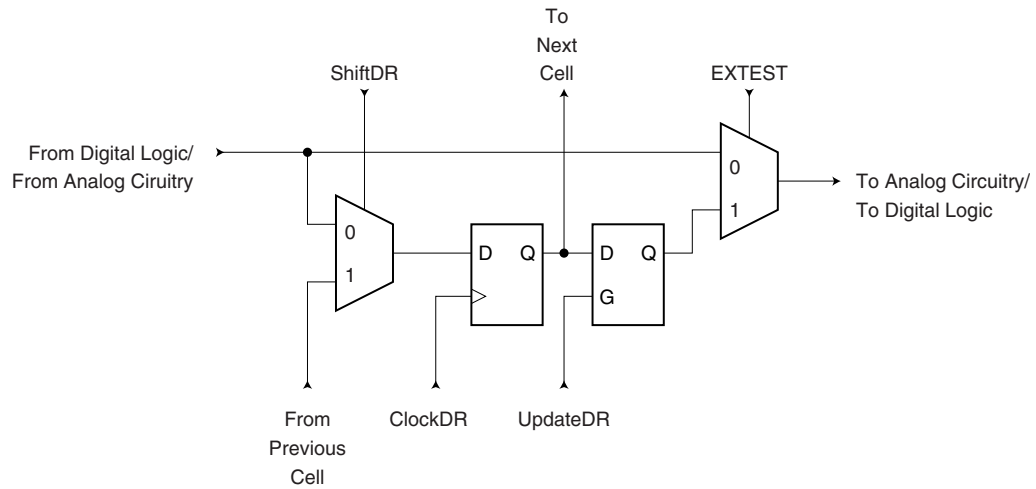 To
Next
Cell
ShiftDR
EXTEST
From Digital Logic/
From Analog Ciruitry
0
1
D Q
D Q
G
0
1
To Analog Circuitry/
To Digital Logic
From
Previous
Cell
ClockDR
UpdateDR